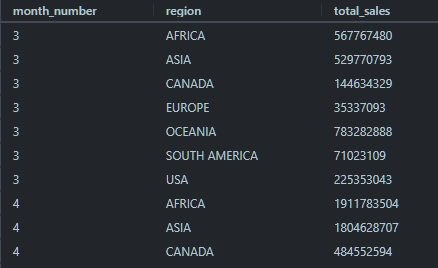 month_number region total_sales
3 AFRICA 567767480
3 ASIA 529770793
3 CANADA 144634329
3 EUROPE 35337093
3 OCEANIA 783282888
3 SOUTH AMERICA 71023109
3 USA 225353043
4 AFRICA 1911783504
4 ASIA 1804628707
4 CANADA 484552594